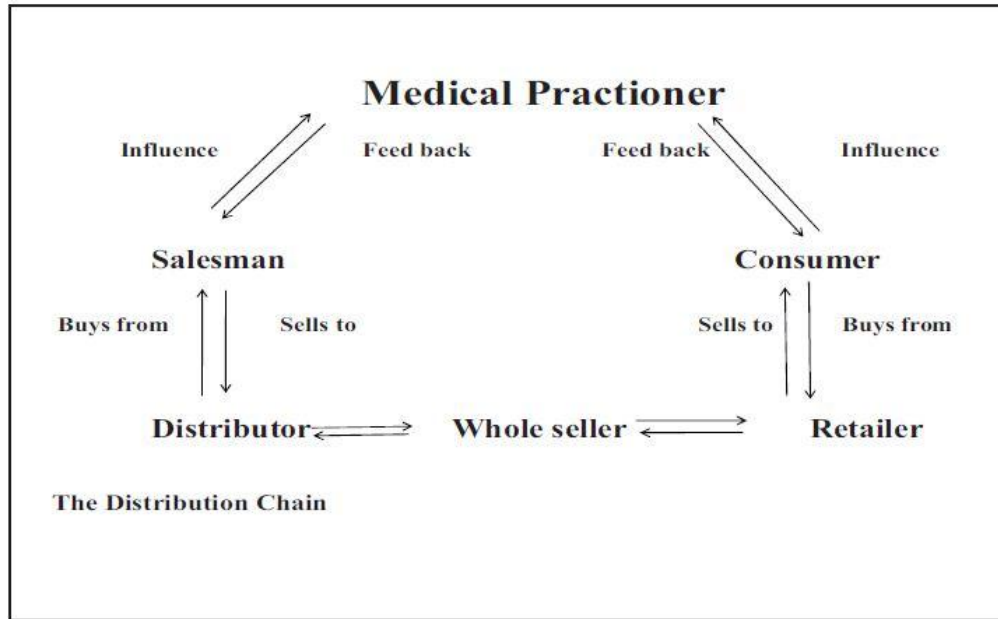 Medical Practioner
Influence Feed back Feed back Influence
Salesman Consumer
Buys from Sells to Sells to Buys from
Distributor Whole seller Retailer
The Distribution Chain